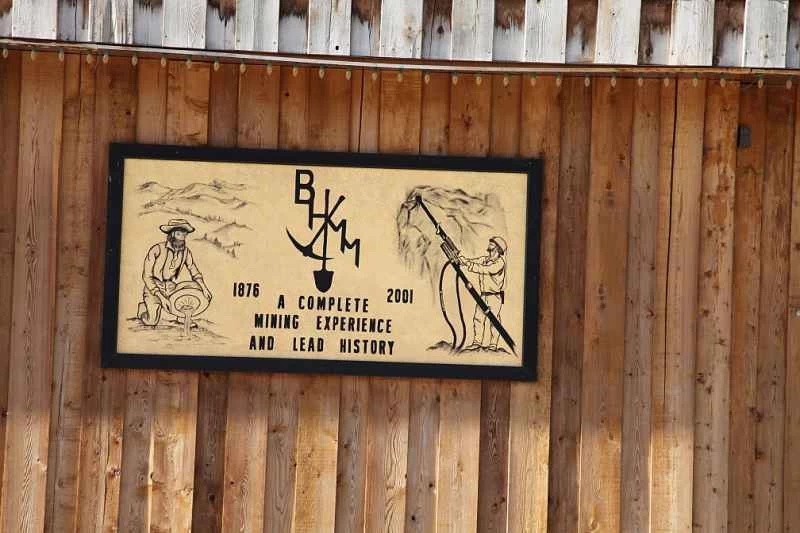 BHMM
1876 2001
A COMPLETE
MINING EXPERIENCE
AND LEAD HISTORY